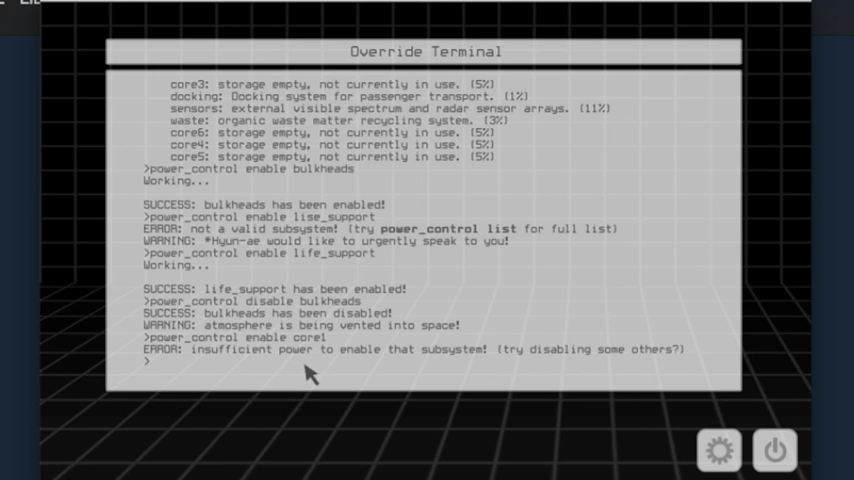 Override Terminal
core3: storage empty, not currently in use. (5%)
docking: Docking system for passenger transport. (1%)
sensors: external visible spectrum and radar sensor arrays. (11%)
waste: organic waste matter recycling system. (3%)
core6: storage empty, not currently in use. (5%)
core4: storage empty, not currently in use. (5%)
core5: storage empty, not currently in use. (5%)
>power_control enable bulkheads
Working...
SUCCESS: bulkheads has been enabled!
>power_control enable lise_support
ERROR: not a valid subsystem! (try power_control list for full list)
WARNING: *Hyun-ae would like to urgently speak to you!
>power_control enable life_support
Working...
SUCCESS: life_support has been enabled!
>power_control disable bulkheads
SUCCESS: bulkheads has been disabled!
WARNING: atmosphere is being vented into space!
>power_control enable core1
ERROR: insufficient power to enable that subsystem! (try disabling some others?)
>